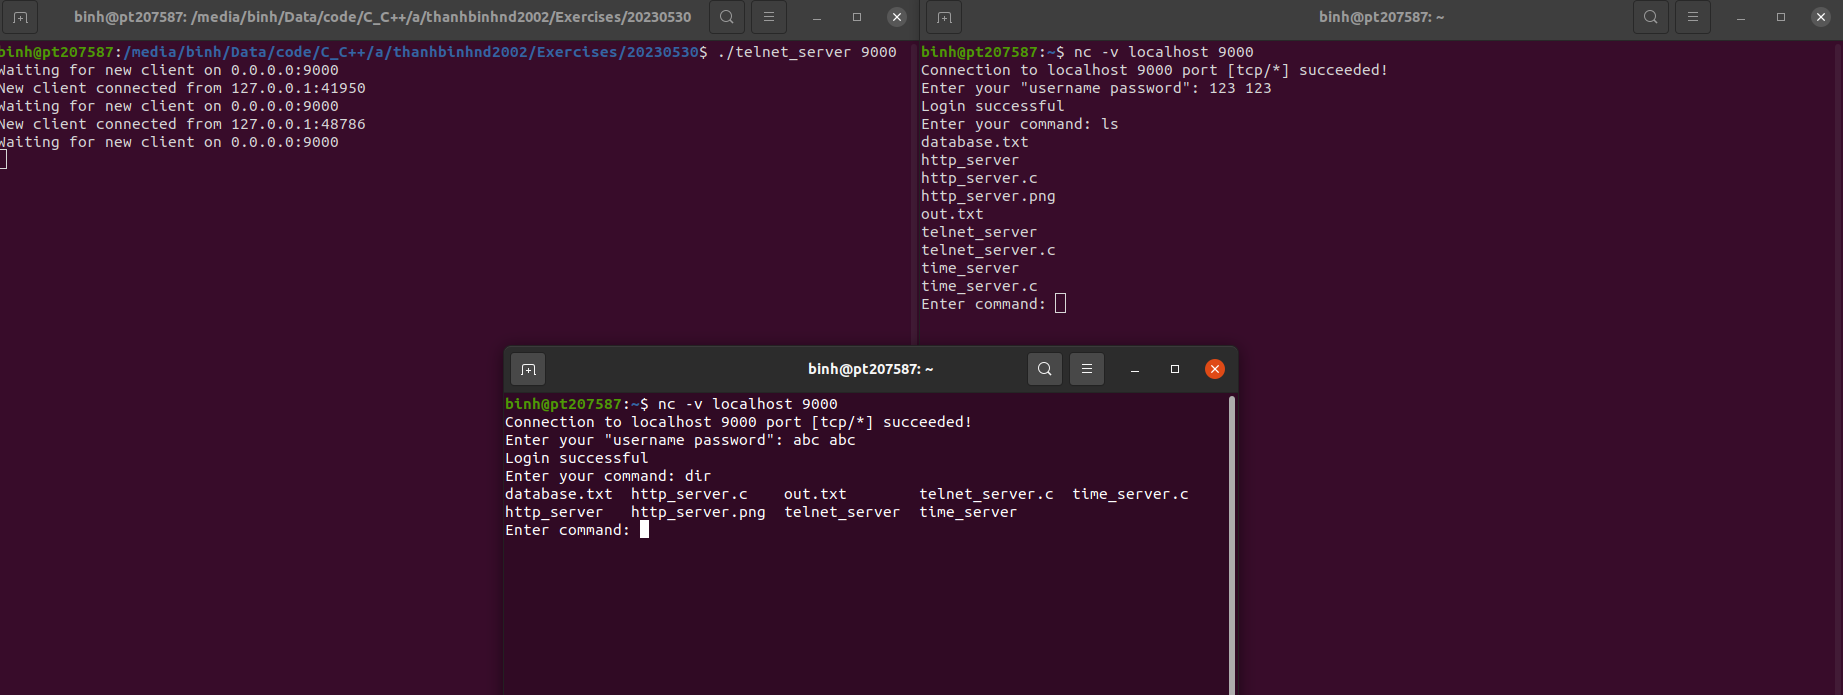 binh@pt207587: /media/binh/Data/code/C_C++/a/thanhbinhnd2002/Exercises/20230530
binh@pt207587:/media/binh/Data/code/C_C++/a/thanhbinhnd2002/Exercises/20230530$ ./telnet_server 9000
Waiting for new client on 0.0.0.0:9000
New client connected from 127.0.0.1:41950
Waiting for new client on 0.0.0.0:9000
New client connected from 127.0.0.1:48786
Waiting for new client on 0.0.0.0:9000
binh@pt207587: ~
binh@pt207587:~$ nc -v localhost 9000
Connection to localhost 9000 port [tcp/*] succeeded!
Enter your "username password": 123 123
Login successful
Enter your command: ls
database.txt
http_server
http_server.c
http_server.png
out.txt
telnet_server
telnet_server.c
time_server
time_server.c
Enter command:
binh@pt207587: ~
binh@pt207587:~$ nc -v localhost 9000
Connection to localhost 9000 port [tcp/*] succeeded!
Enter your "username password": abc abc
Login successful
Enter your command: dir
database.txt  http_server.c    out.txt        telnet_server.c  time_server.c
http_server   http_server.png  telnet_server  time_server
Enter command: